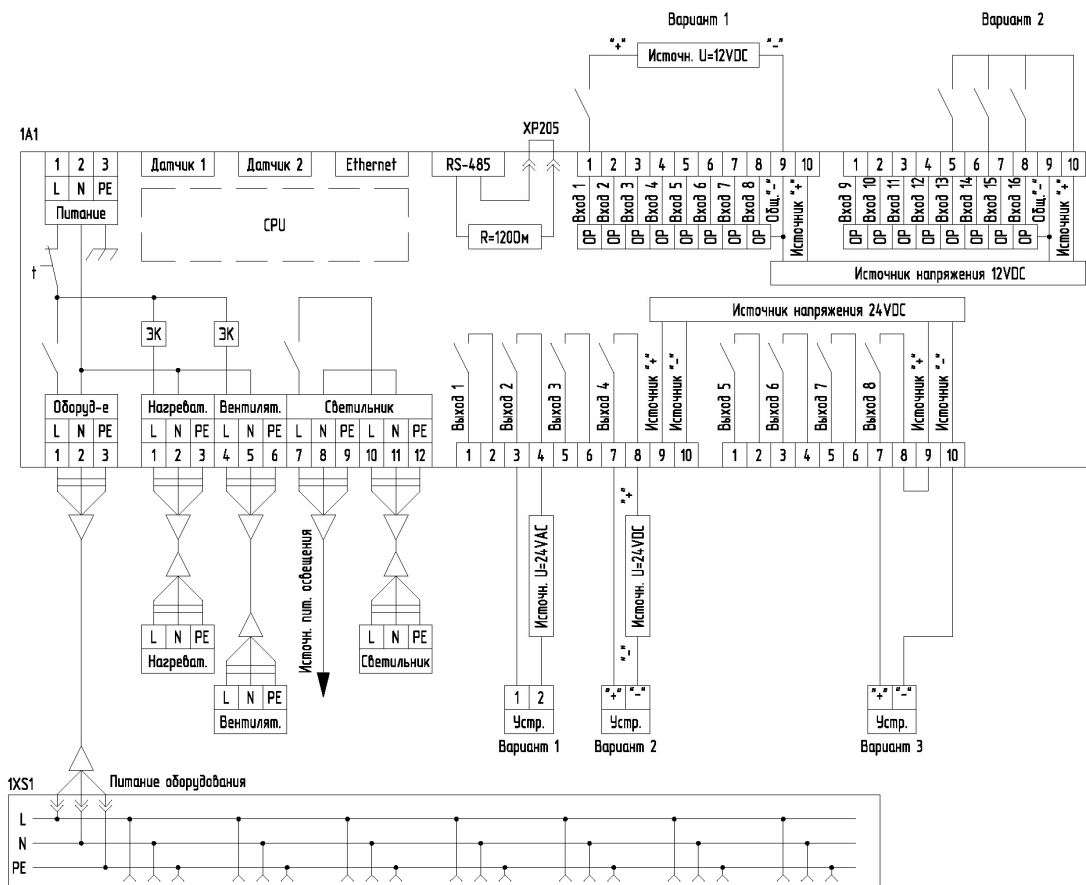 Вариант 1
Вариант 2
"+" Источн. U=12VDC "-"
1A1
XP205
1 2 3
Датчик 1
Датчик 2
Ethernet
RS-485
1 2 3 4 5 6 7 8 9 10
1 2 3 4 5 6 7 8 9 10
L N PE
Питание
CPU
R=120Ом
Вход 1
Вход 2
Вход 3
Вход 4
Вход 5
Вход 6
Вход 7
Вход 8
Общ."-"
Источник "+"
ОР ОР ОР ОР ОР ОР ОР ОР
Вход 9
Вход 10
Вход 11
Вход 12
Вход 13
Вход 14
Вход 15
Вход 16
Общ."-"
Источник "+"
ОР ОР ОР ОР ОР ОР ОР ОР
t
Источник напряжения 12VDC
Источник напряжения 24VDC
ЭК
ЭК
Выход 1
Выход 2
Выход 3
Выход 4
Источник "+"
Источник "-"
Выход 5
Выход 6
Выход 7
Выход 8
Источник "+"
Источник "-"
Оборуд-е
Нагреват.
Вентилят.
Светильник
L N PE
L N PE L N PE L N PE L N PE
1 2 3
1 2 3 4 5 6 7 8 9 10 11 12
1 2 3 4 5 6 7 8 9 10
1 2 3 4 5 6 7 8 9 10
"+"
Источн. U=24VAC
Источн. U=24VDC
"-"
Источн. пит. освещения
L N PE
Нагреват.
L N PE
Светильник
L N PE
Вентилят.
1 2
Устр.
Вариант 1
"+" "-"
Устр.
Вариант 2
"+" "-"
Устр.
Вариант 3
1XS1
Питание оборудования
L
N
PE